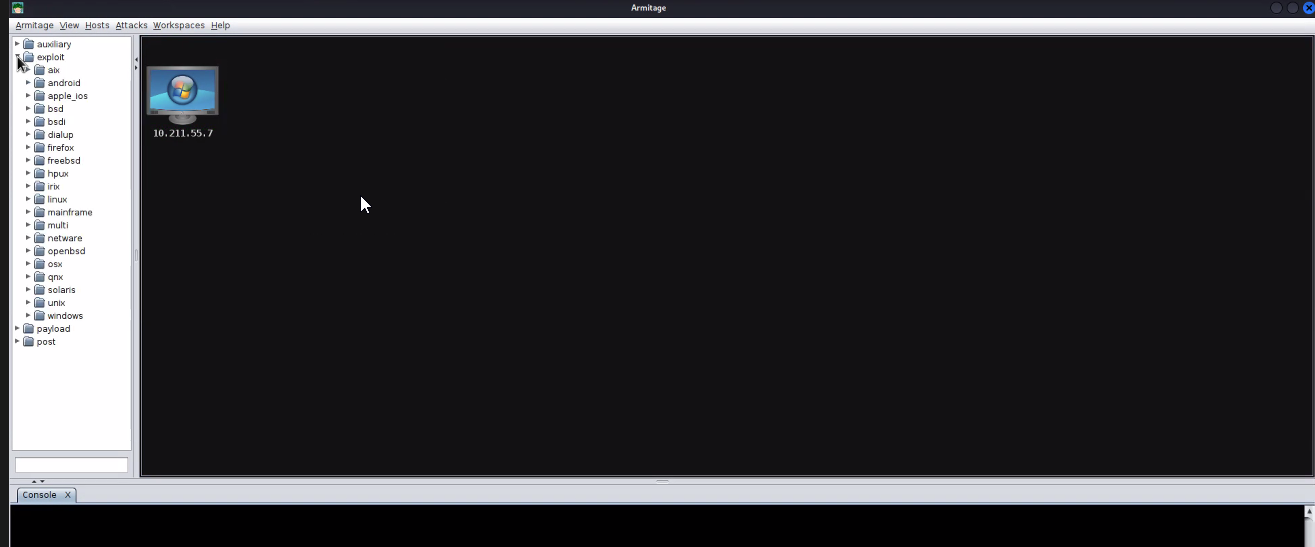 Armitage
Armitage View Hosts Attacks Workspaces Help
auxiliary
exploit
aix
android
apple_ios
bsd
bsdi
dialup
firefox
freebsd
hpux
irix
linux
mainframe
multi
netware
openbsd
osx
qnx
solaris
unix
windows
payload
post
10.211.55.7
Console X